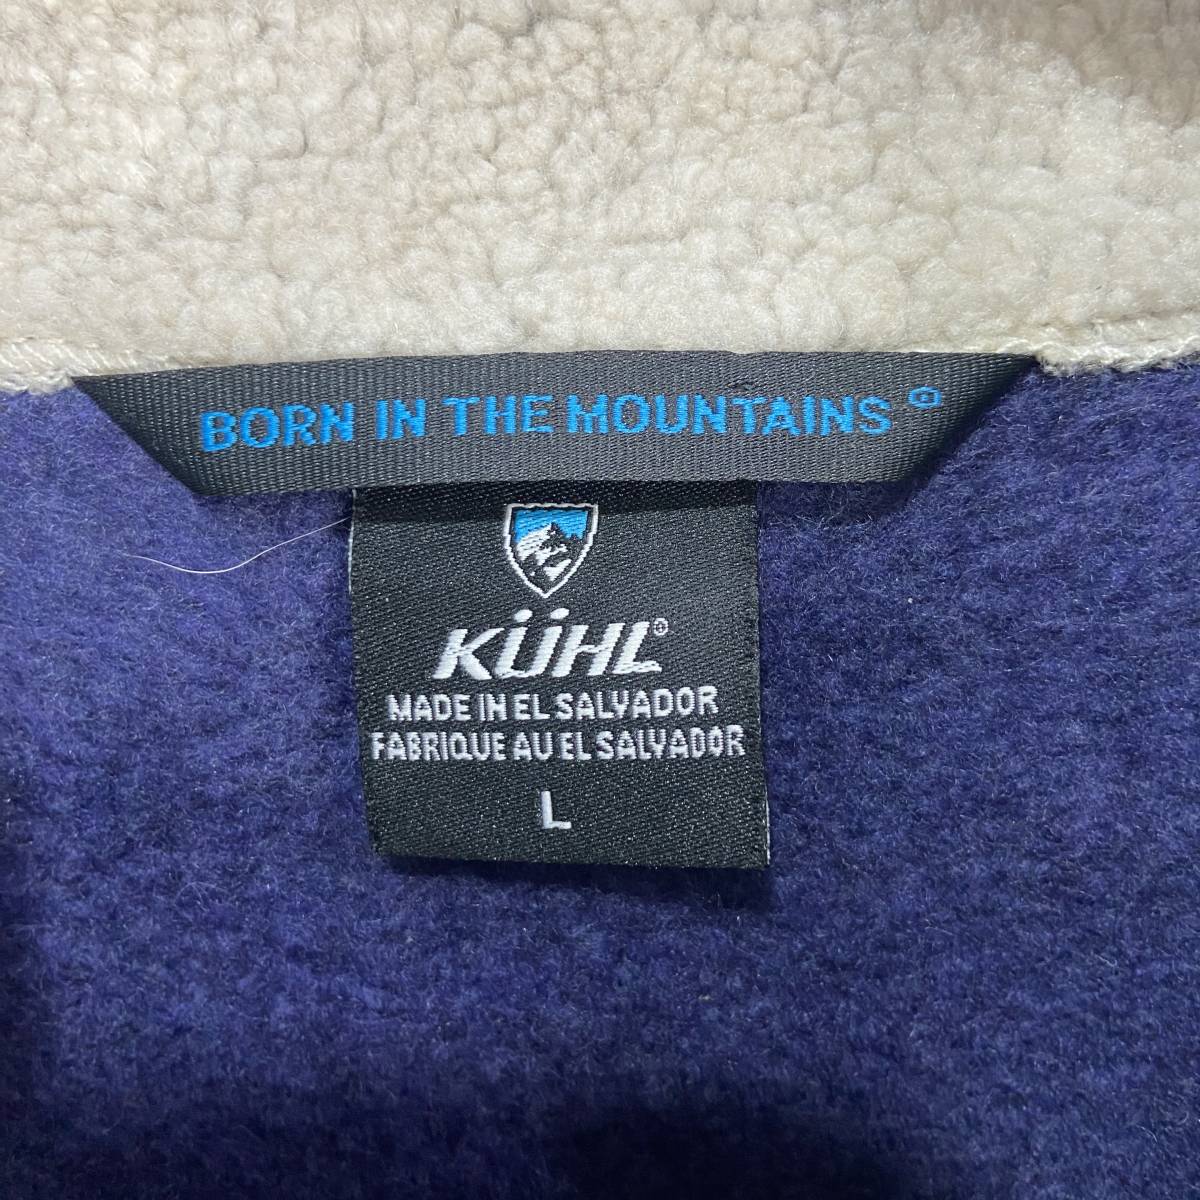 BORN IN THE MOUNTAINS ®
KÜHL®
MADE IN EL SALVADOR
FABRIQUE AU EL SALVADOR
L